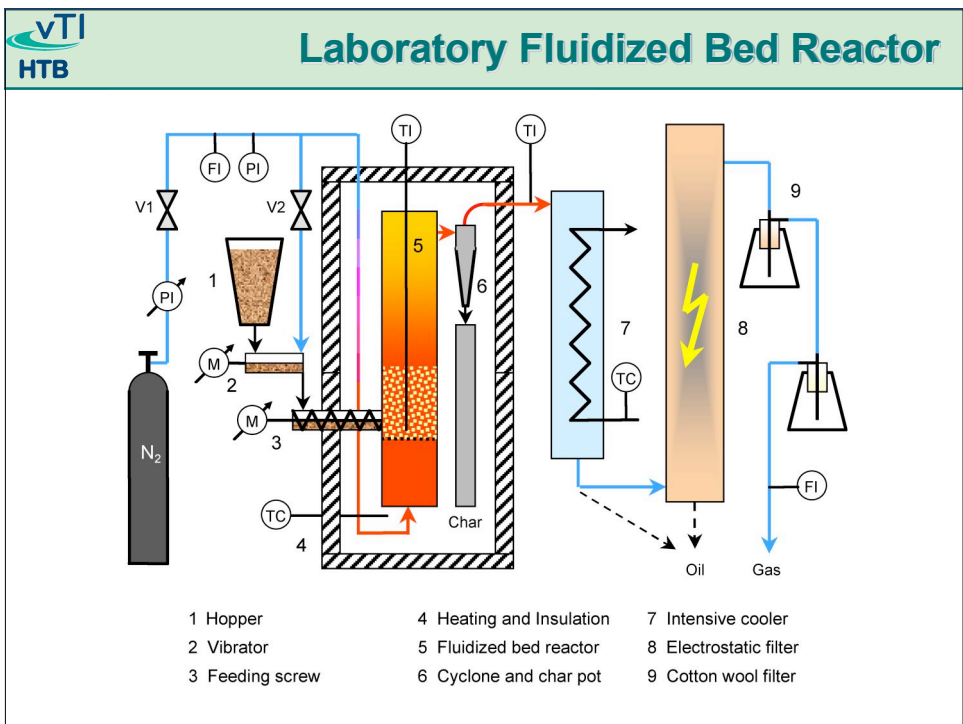 vTI
HTB
Laboratory Fluidized Bed Reactor
TI
TI
FI
PI
V1
V2
9
1
5
PI
6
7
8
M
2
TC
M
3
N2
FI
TC
4
Char
Oil
Gas
1 Hopper
2 Vibrator
3 Feeding screw
4 Heating and Insulation
5 Fluidized bed reactor
6 Cyclone and char pot
7 Intensive cooler
8 Electrostatic filter
9 Cotton wool filter